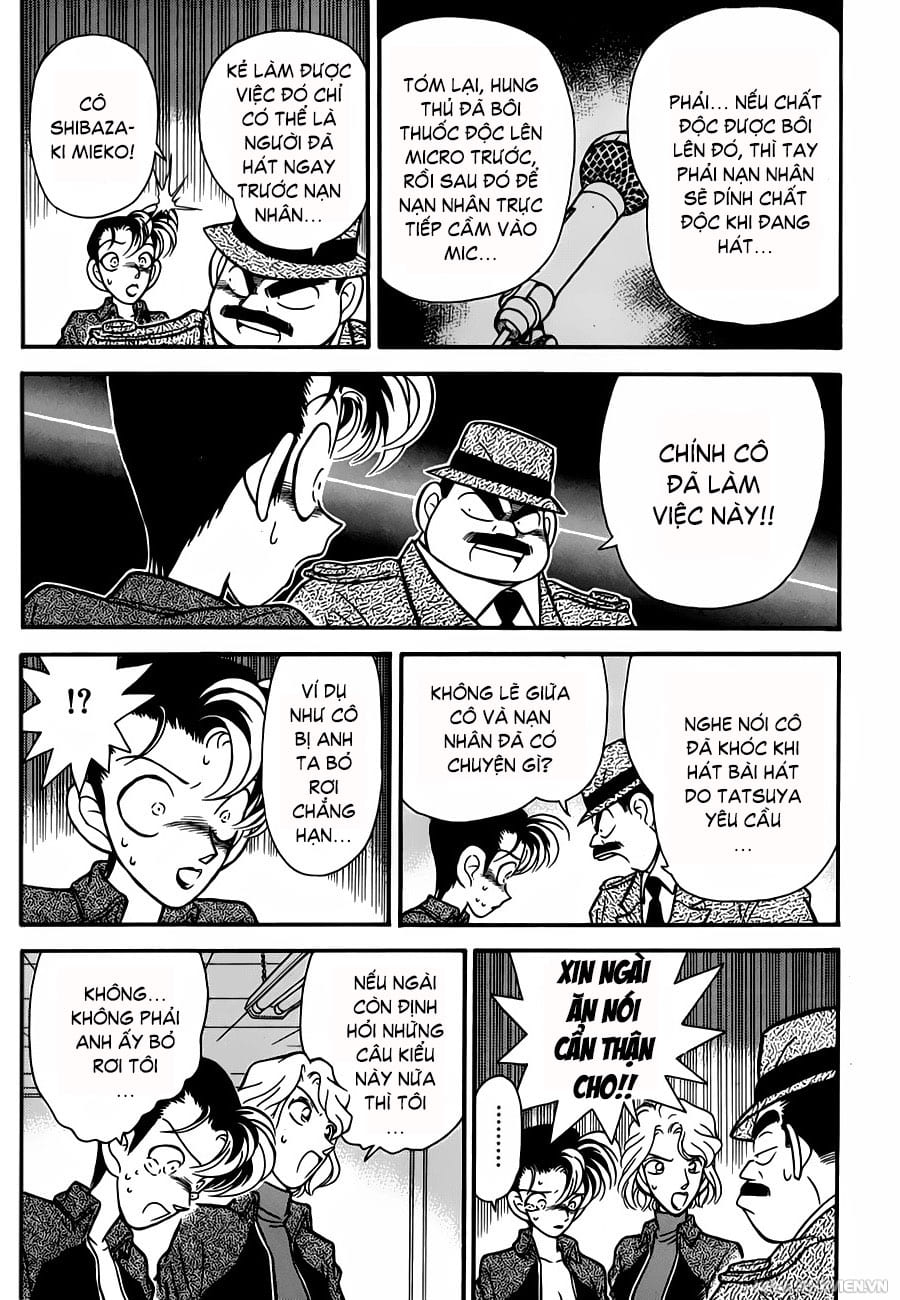 PHẢI... NẾU CHẤT
ĐỘC ĐƯỢC BÔI
LÊN ĐÓ, THÌ TAY
PHẢI NẠN NHÂN
SẼ DÍNH CHẤT
ĐỘC KHI ĐANG
HÁT...
TÓM LẠI, HUNG
THỦ ĐÃ BÔI
THUỐC ĐỘC LÊN
MICRO TRƯỚC,
RỒI SAU ĐÓ ĐỂ
NẠN NHÂN TRỰC
TIẾP CẦM VÀO
MIC...
KẺ LÀM ĐƯỢC
VIỆC ĐÓ CHỈ
CÓ THỂ LÀ
NGƯỜI ĐÃ
HÁT NGAY
TRƯỚC NẠN
NHÂN...
CÔ
SHIBAZA-
KI MIEKO!
CHÍNH CÔ
ĐÃ LÀM
VIỆC NÀY!!
NGHE NÓI CÔ
ĐÃ KHÓC KHI
HÁT BÀI HÁT
DO TATSUYA
YÊU CẦU
...
KHÔNG LẼ GIỮA
CÔ VÀ NẠN
NHÂN ĐÃ CÓ
CHUYỆN GÌ?
VÍ DỤ
NHƯ CÔ
BỊ ANH
TA BỎ
RƠI
CHẲNG
HẠN...
!?
XIN NGÀI
ĂN NÓI
CẨN THẬN
CHO!!
.........
NẾU NGÀI
CÒN ĐỊNH
HỎI NHỮNG
CÂU KIỂU
NÀY NỮA
THÌ TÔI
...
KHÔNG...
KHÔNG PHẢI
ANH ẤY BỎ
RƠI TÔI
...